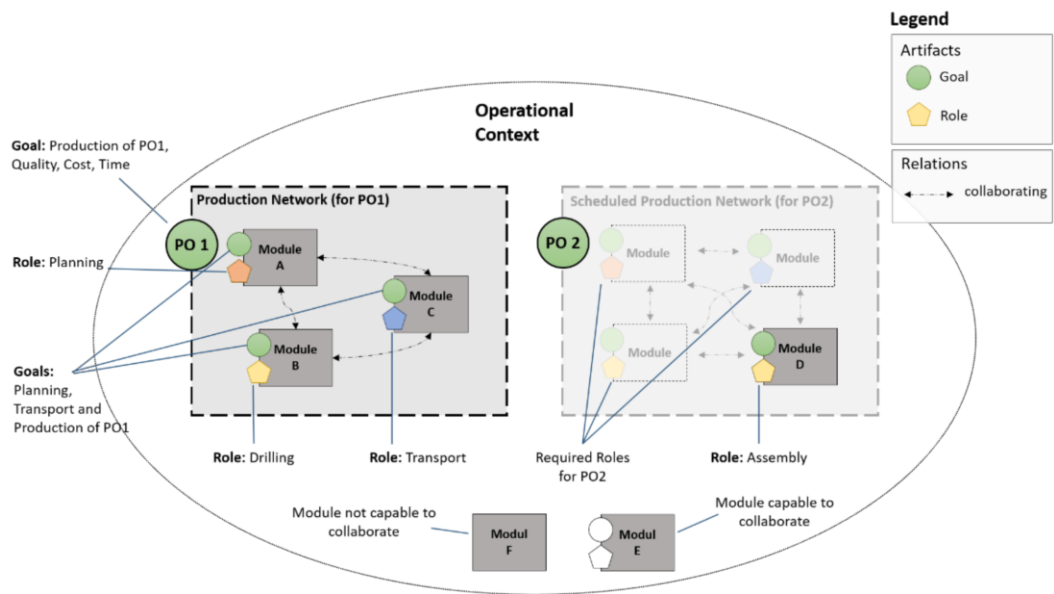 Legend
Artifacts
Goal
Role
Relations
collaborating
Operational
Context
Goal: Production of PO1,
Quality, Cost, Time
Production Network (for PO1)
PO 1
Module
A
Role: Planning
Module
C
Module
B
Goals:
Planning,
Transport and
Production of PO1
Role: Drilling
Role: Transport
Scheduled Production Network (for PO2)
PO 2
Module
Module
Module
Module
D
Required Roles
for PO2
Role: Assembly
Module not capable to
collaborate
Modul
F
Modul
E
Module capable to
collaborate